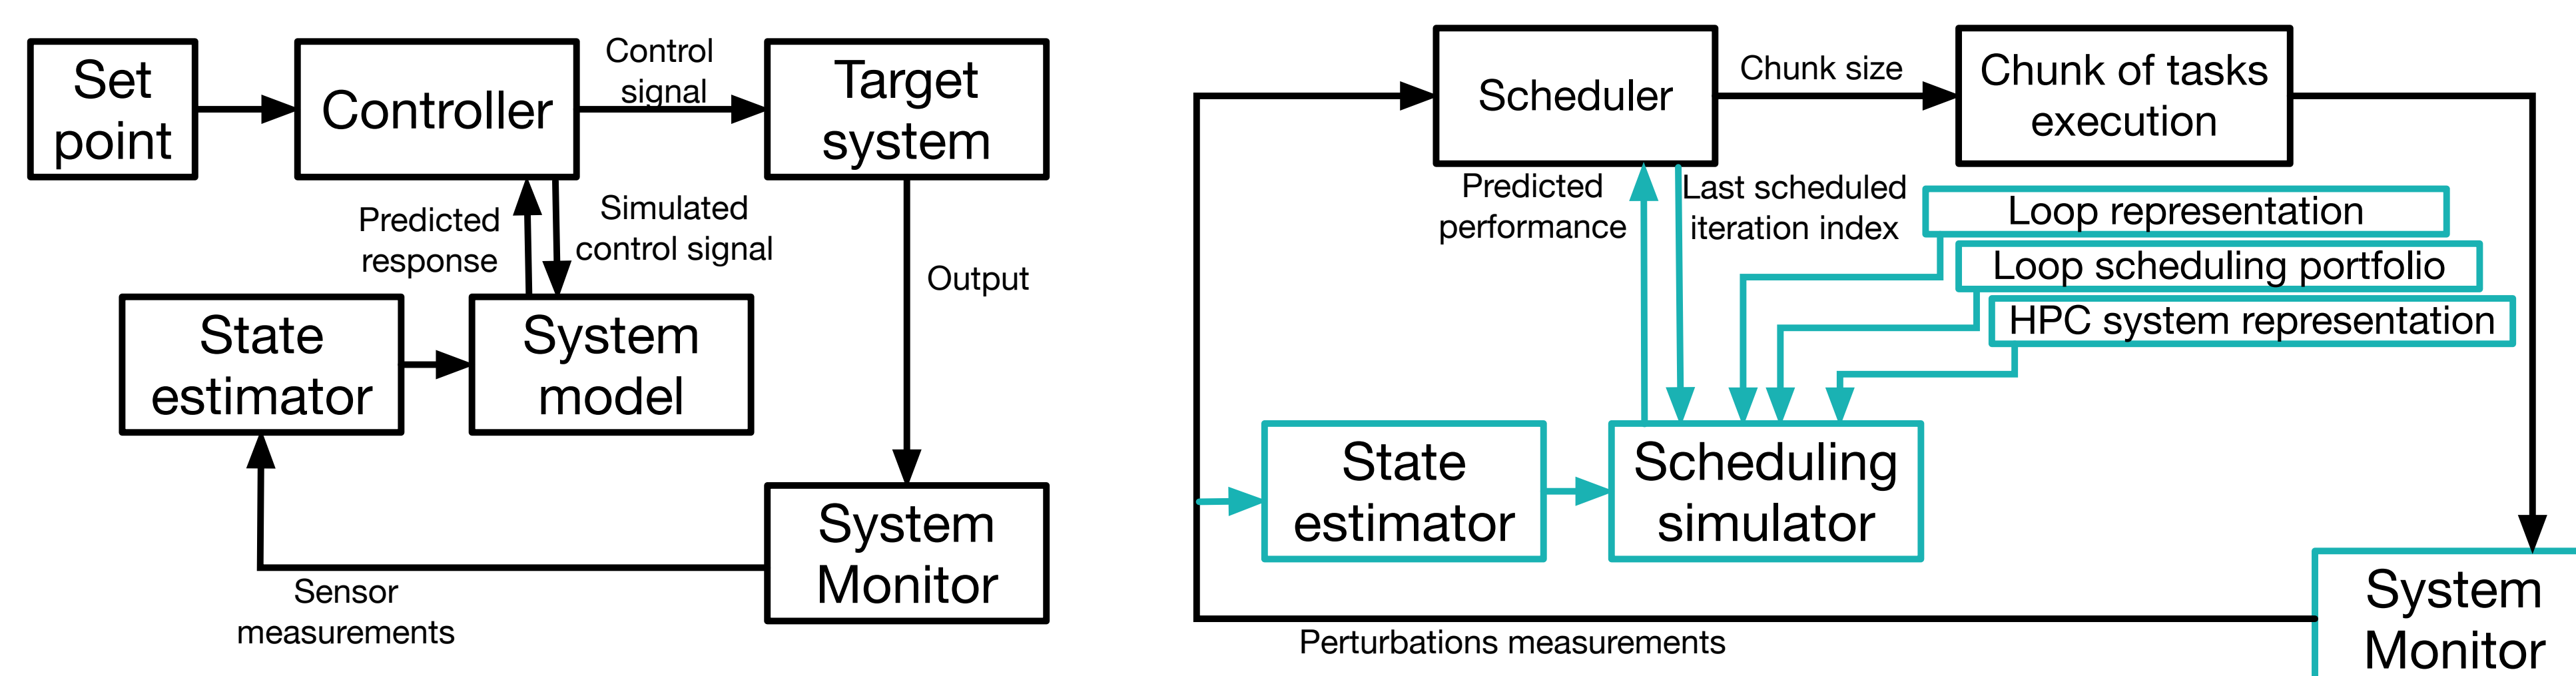 Set
point
Controller
Control
signal
Target
system
Predicted
response
Simulated
control signal
Output
State
estimator
System
model
System
Monitor
Sensor
measurements
Scheduler
Chunk size
Chunk of tasks
execution
Predicted
performance
Last scheduled
iteration index
Loop representation
Loop scheduling portfolio
HPC system representation
State
estimator
Scheduling
simulator
System
Monitor
Perturbations measurements